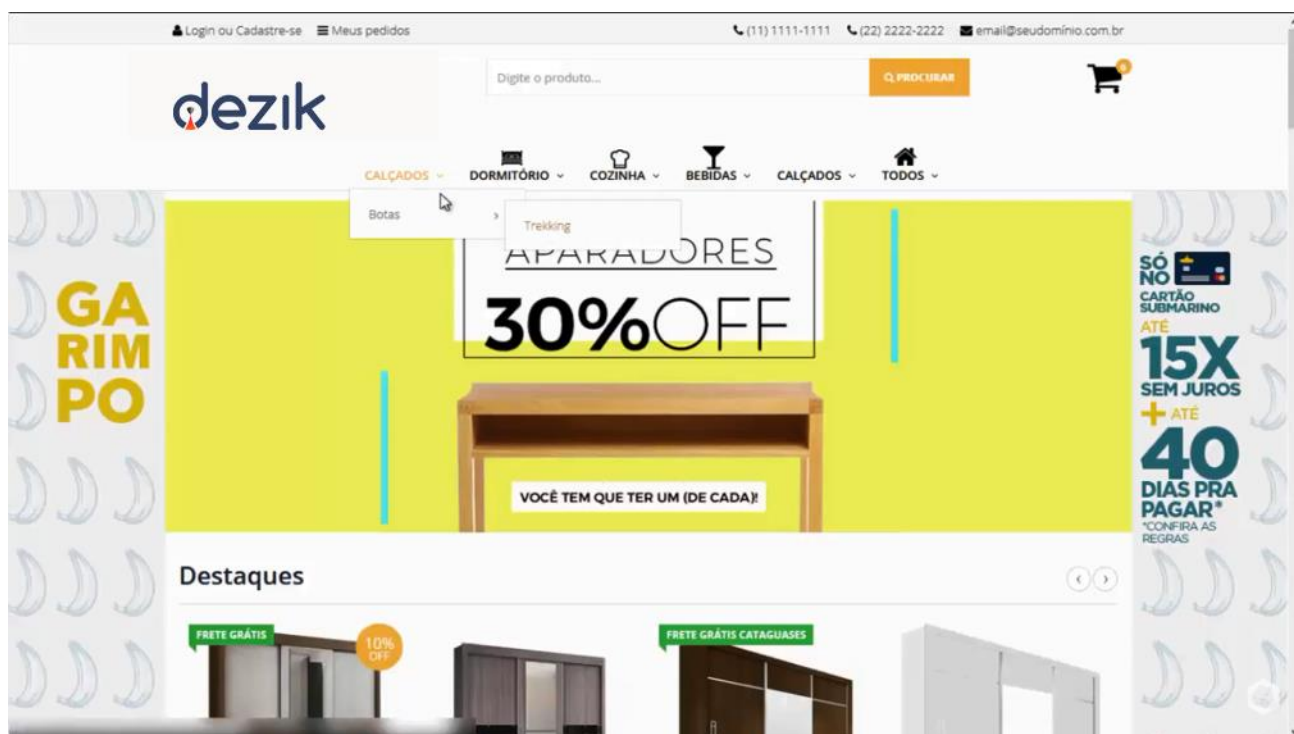 Login ou Cadastre-se Meus pedidos (11) 1111-1111 (22) 2222-2222 email@seudomínio.com.br
dezik
Digite o produto...
PROCURAR
0
CALÇADOS DORMITÓRIO COZINHA BEBIDAS CALÇADOS TODOS
Botas
Trekking
GA
RIM
PO
APARADORES
30%OFF
VOCÊ TEM QUE TER UM (DE CADA)!
SÓ
NO
CARTÃO
SUBMARINO
ATÉ
15X
SEM JUROS
+ ATÉ
40
DIAS PRA
PAGAR*
*CONFIRA AS
REGRAS
Destaques
FRETE GRÁTIS
10%
OFF
FRETE GRÁTIS CATAGUASES